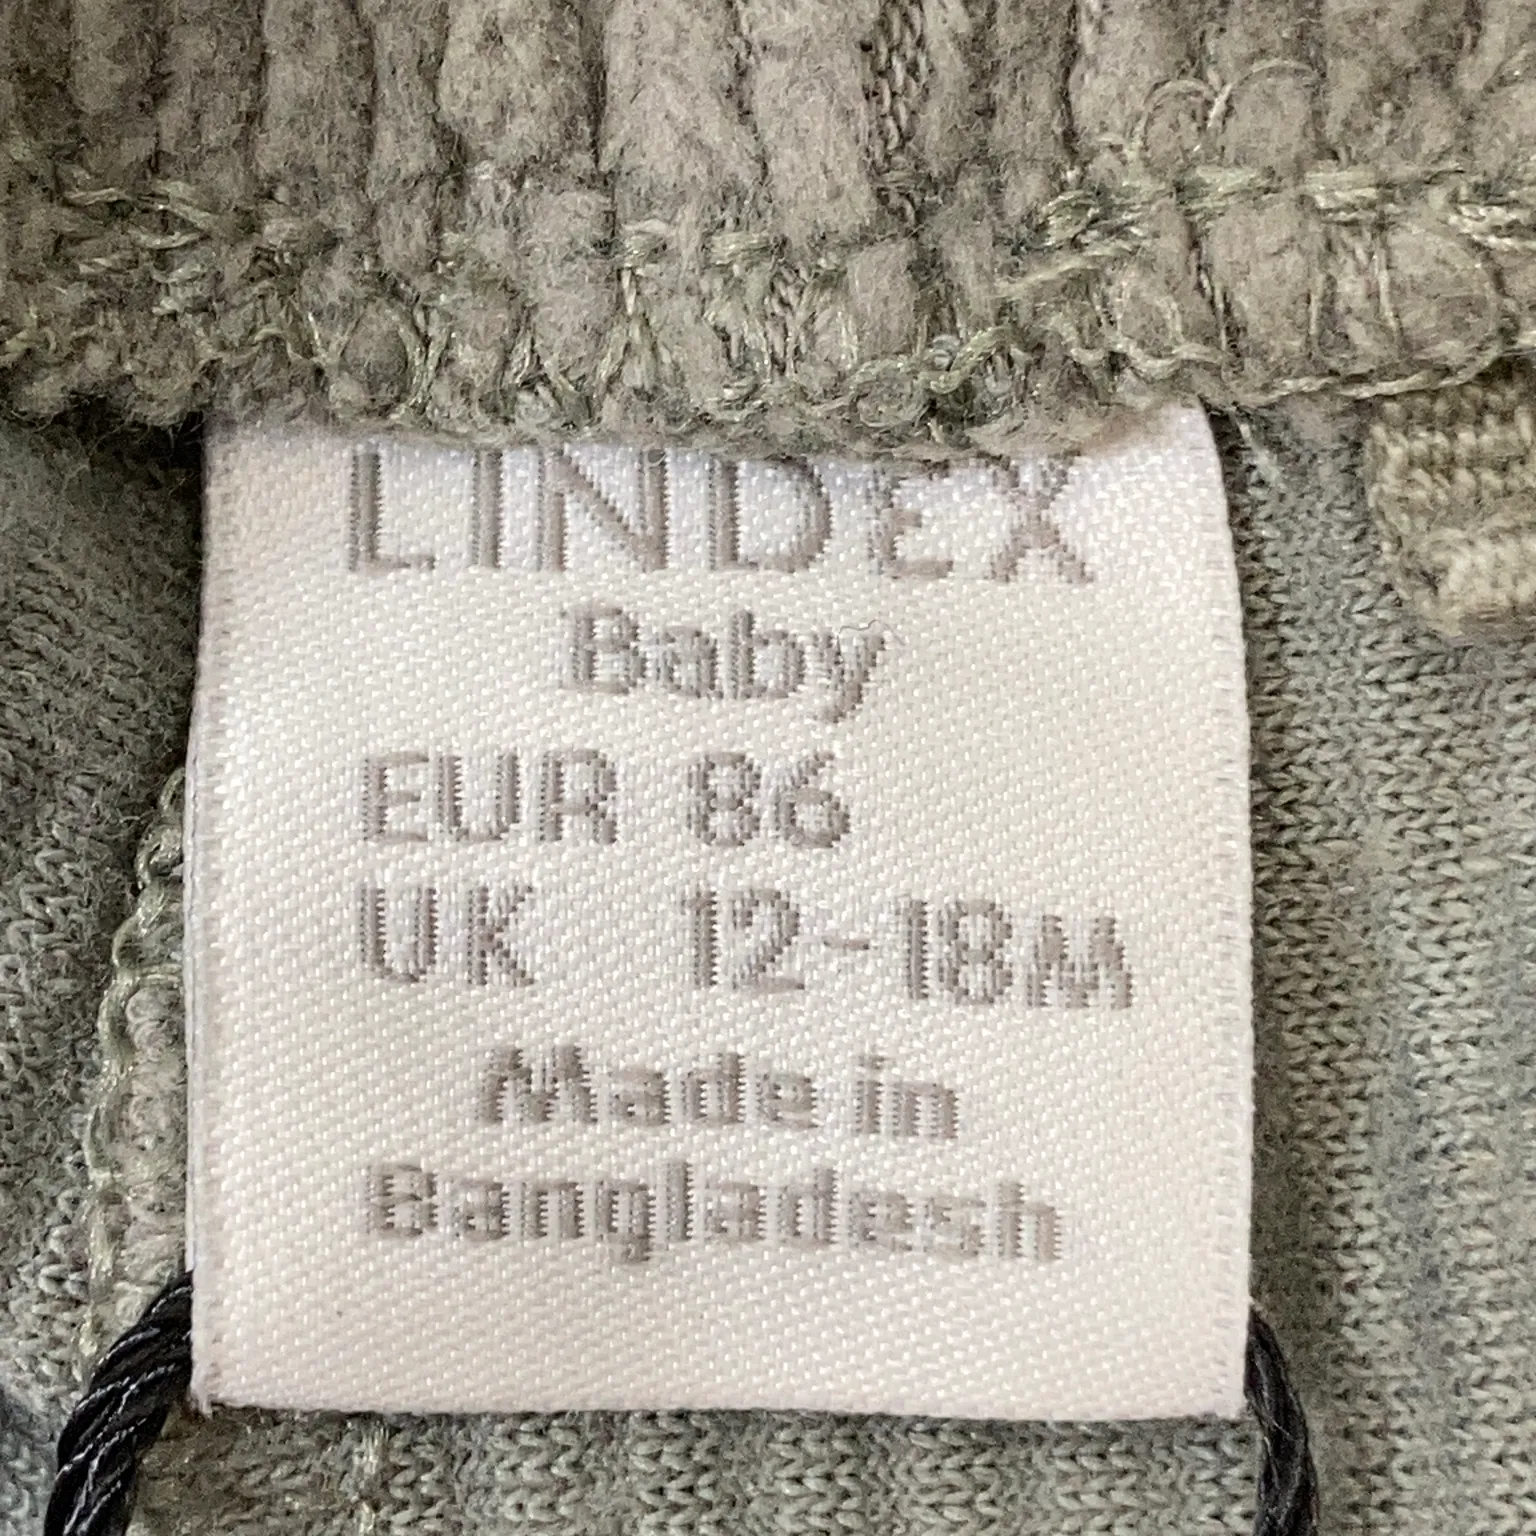 LINDEX
Baby
EUR 86
UK 12-18M
Made in
Bangladesh